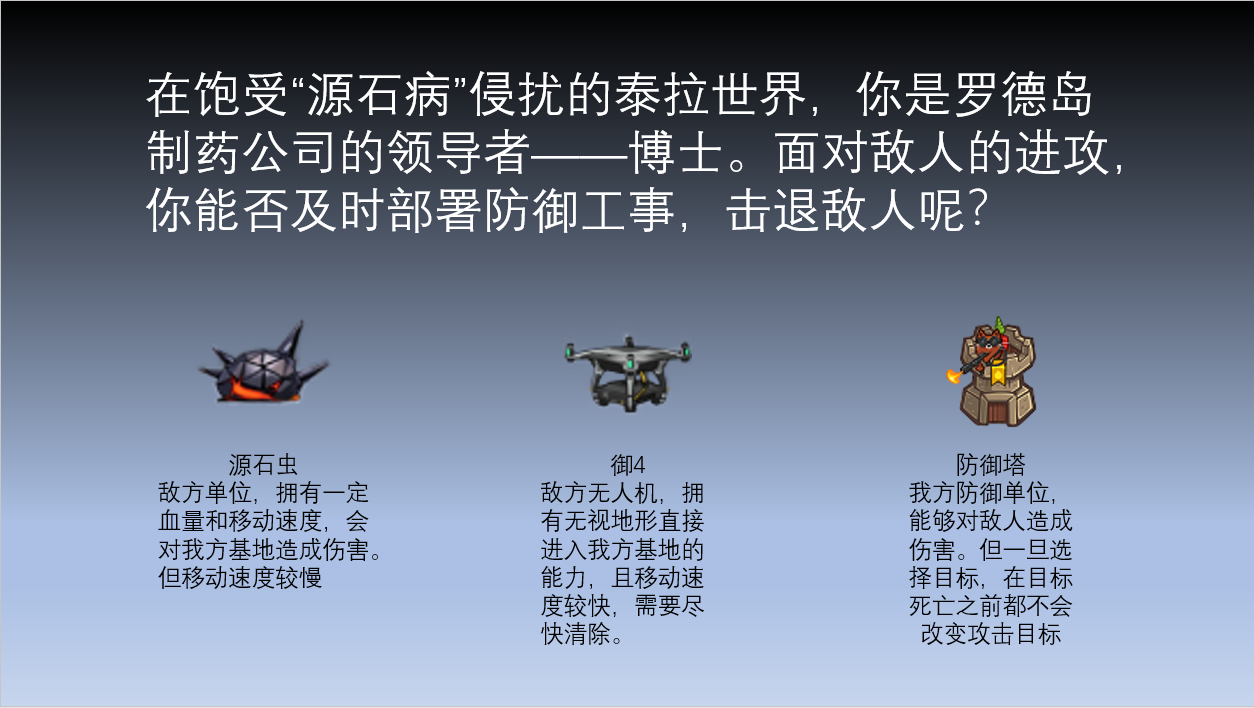 在饱受“源石病”侵扰的泰拉世界，你是罗德岛
制药公司的领导者——博士。面对敌人的进攻，
你能否及时部署防御工事，击退敌人呢？
源石虫
敌方单位，拥有一定
血量和移动速度，会
对我方基地造成伤害。
但移动速度较慢
御4
敌方无人机，拥
有无视地形直接
进入我方基地的
能力，且移动速
度较快，需要尽
快清除。
防御塔
我方防御单位，
能够对敌人造成
伤害。但一旦选
择目标，在目标
死亡之前都不会
改变攻击目标